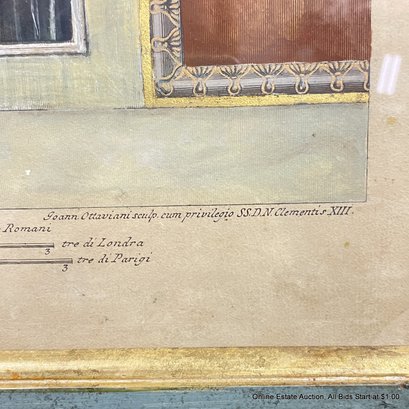 Joann. Ottaviani sculp. cum privilegio SS.D.N. Clementis XIII.
Romani
3 tre di Londra
3 tre di Parigi
Online Estate Auction, All Bids Start at $1.00